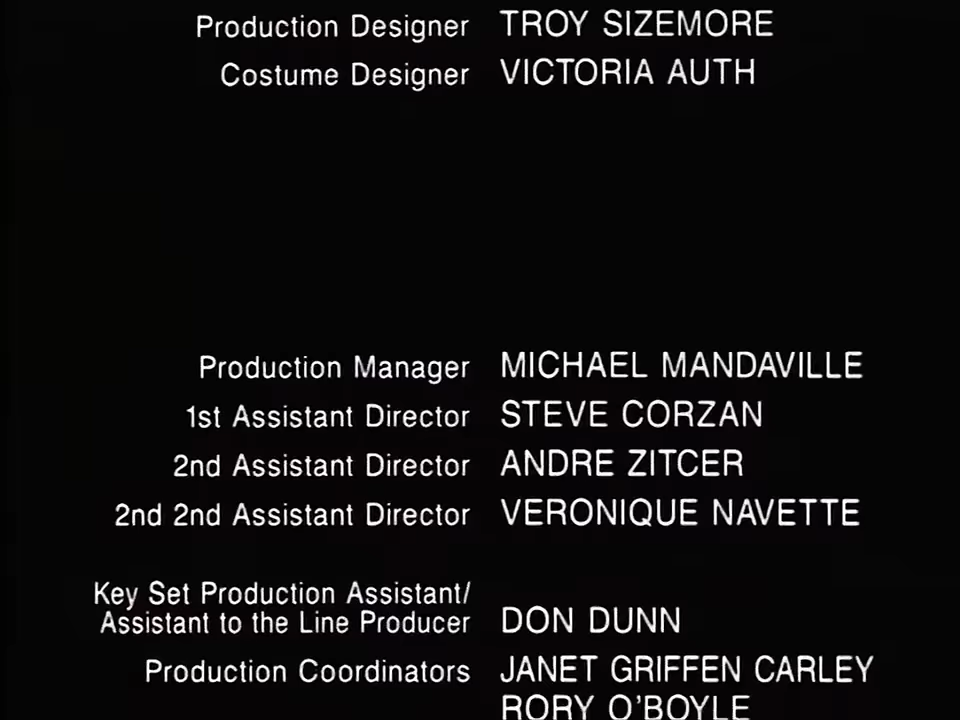 Production Designer TROY SIZEMORE
Costume Designer VICTORIA AUTH
Production Manager MICHAEL MANDAVILLE
1st Assistant Director STEVE CORZAN
2nd Assistant Director ANDRE ZITCER
2nd 2nd Assistant Director VERONIQUE NAVETTE
Key Set Production Assistant/
Assistant to the Line Producer DON DUNN
Production Coordinators JANET GRIFFEN CARLEY
RORY O'BOYLE